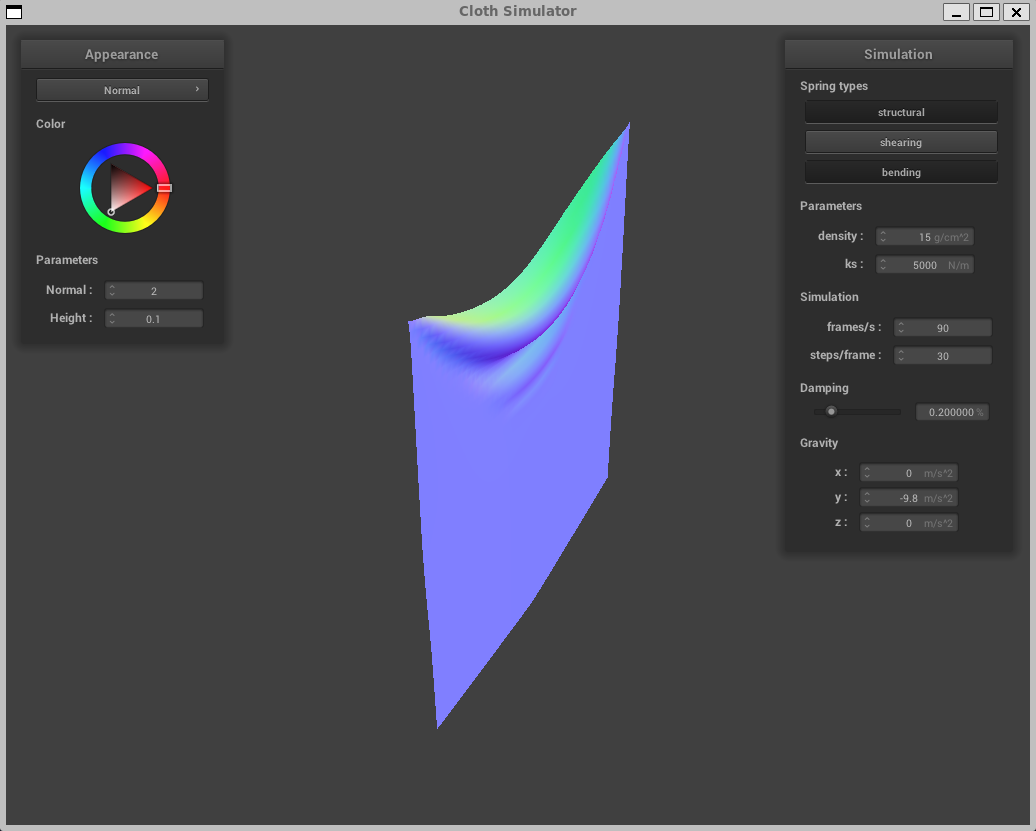 Cloth Simulator
Appearance
Normal
Color
Parameters
Normal : 2
Height : 0.1
Simulation
Spring types
structural
shearing
bending
Parameters
density : 15 g/cm^2
ks : 5000 N/m
Simulation
frames/s : 90
steps/frame : 30
Damping
0.200000 %
Gravity
x : 0 m/s^2
y : -9.8 m/s^2
z : 0 m/s^2